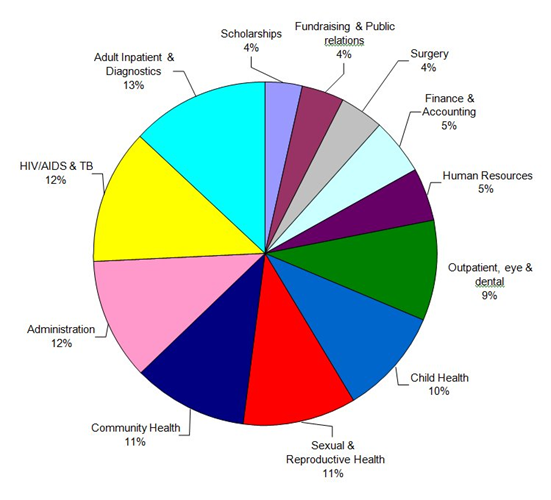 Scholarships
4%
Fundraising & Public
relations
4%
Surgery
4%
Finance &
Accounting
5%
Human Resources
5%
Outpatient, eye &
dental
9%
Child Health
10%
Sexual &
Reproductive Health
11%
Community Health
11%
Administration
12%
HIV/AIDS & TB
12%
Adult Inpatient &
Diagnostics
13%